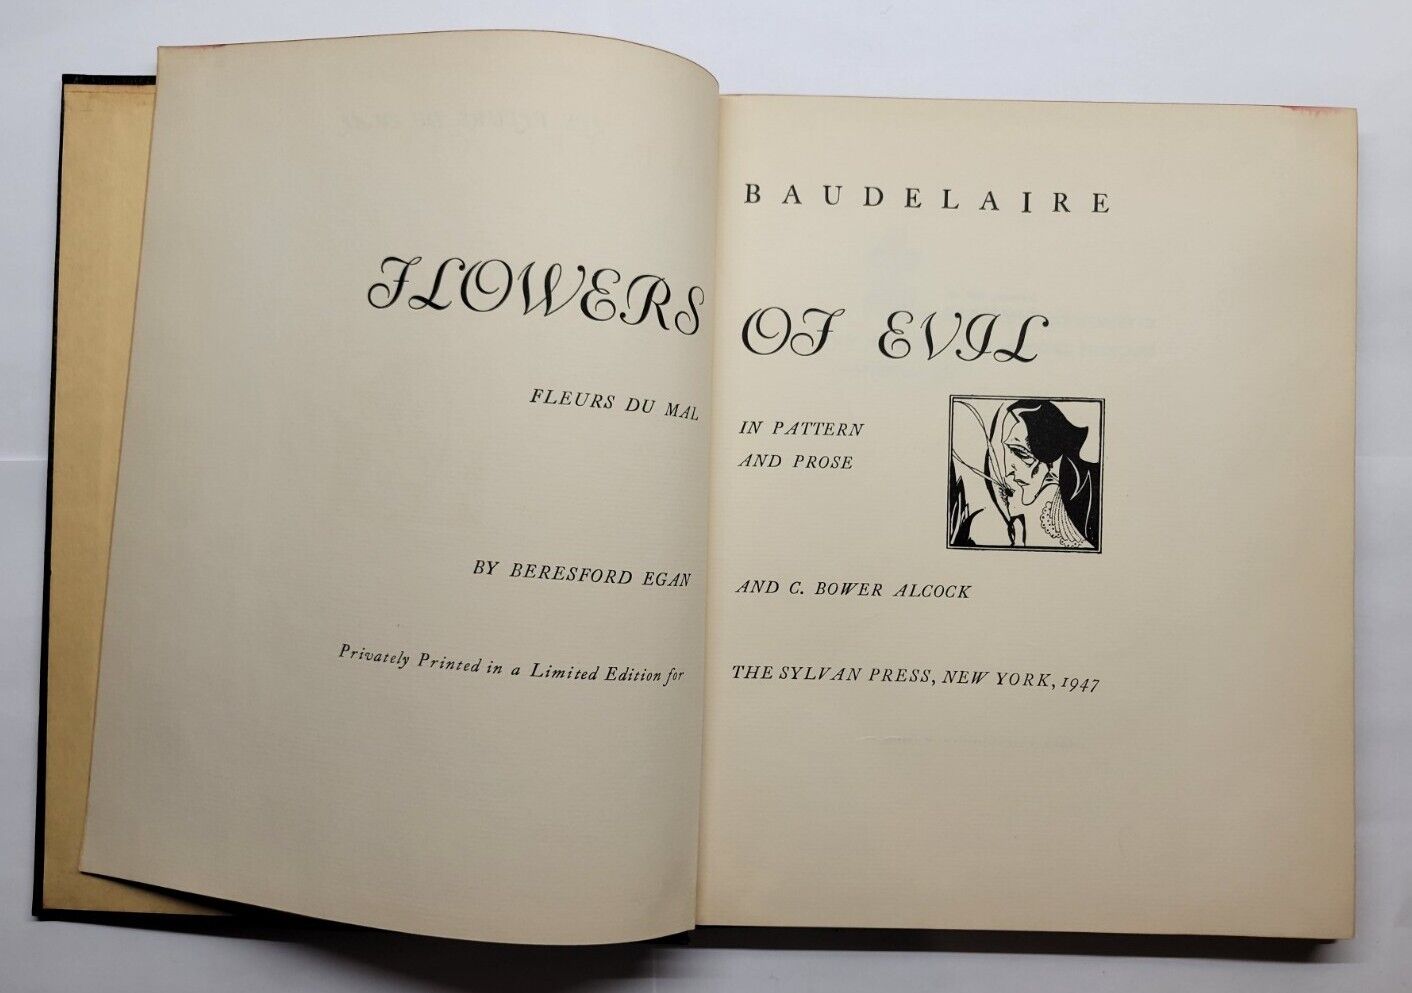 BAUDELAIRE
FLOWERS OF EVIL
FLEURS DU MAL IN PATTERN
AND PROSE
BY BERESFORD EGAN AND C. BOWER ALCOCK
Privately Printed in a Limited Edition for THE SYLVAN PRESS, NEW YORK, 1947